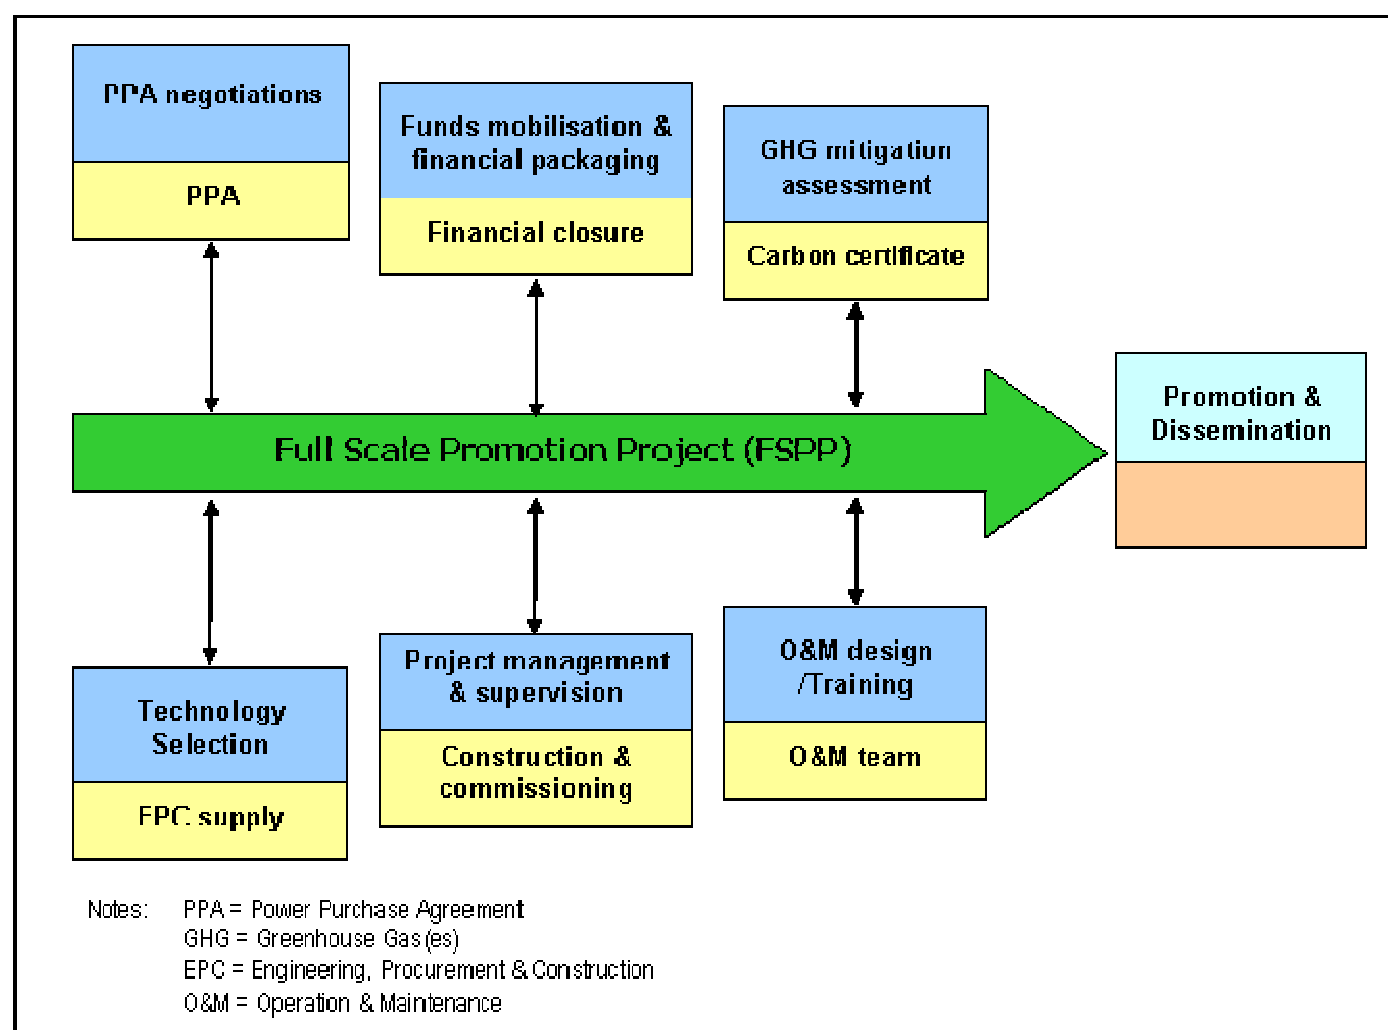 PPA negotiations
PPA
Funds mobilisation &
financial packaging
Financial closure
GHG mitigation
assessment
Carbon certificate
Full Scale Promotion Project (FSPP)
Promotion &
Dissemination
Technology
Selection
EPC supply
Project management
& supervision
Construction &
commissioning
O&M design
/Training
O&M team
Notes: PPA = Power Purchase Agreement
GHG = Greenhouse Gas(es)
EPC = Engineering, Procurement & Construction
O&M = Operation & Maintenance